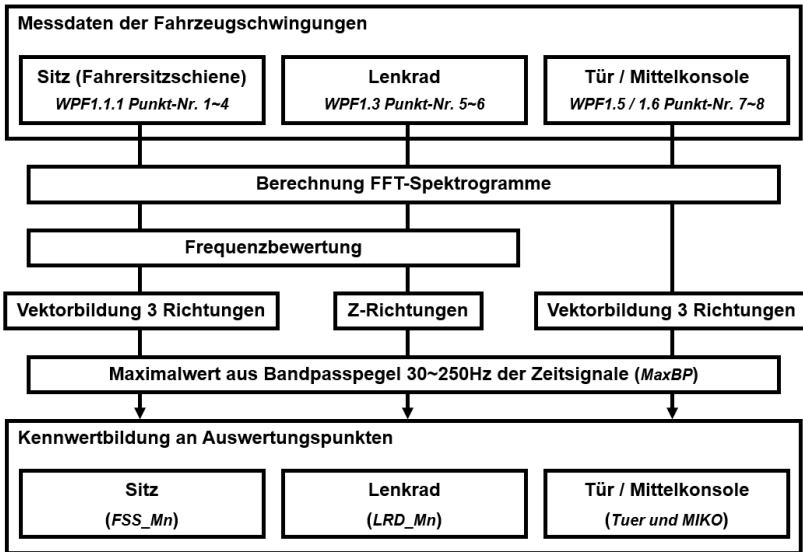 Messdaten der Fahrzeugschwingungen
Sitz (Fahrersitzschiene)
WPF1.1.1 Punkt-Nr. 1~4
Lenkrad
WPF1.3 Punkt-Nr. 5~6
Tür / Mittelkonsole
WPF1.5 / 1.6 Punkt-Nr. 7~8
Berechnung FFT-Spektrogramme
Frequenzbewertung
Vektorbildung 3 Richtungen
Z-Richtungen
Vektorbildung 3 Richtungen
Maximalwert aus Bandpasspegel 30~250Hz der Zeitsignale (MaxBP)
Kennwertbildung an Auswertungspunkten
Sitz
(FSS_Mn)
Lenkrad
(LRD_Mn)
Tür / Mittelkonsole
(Tuer und MIKO)